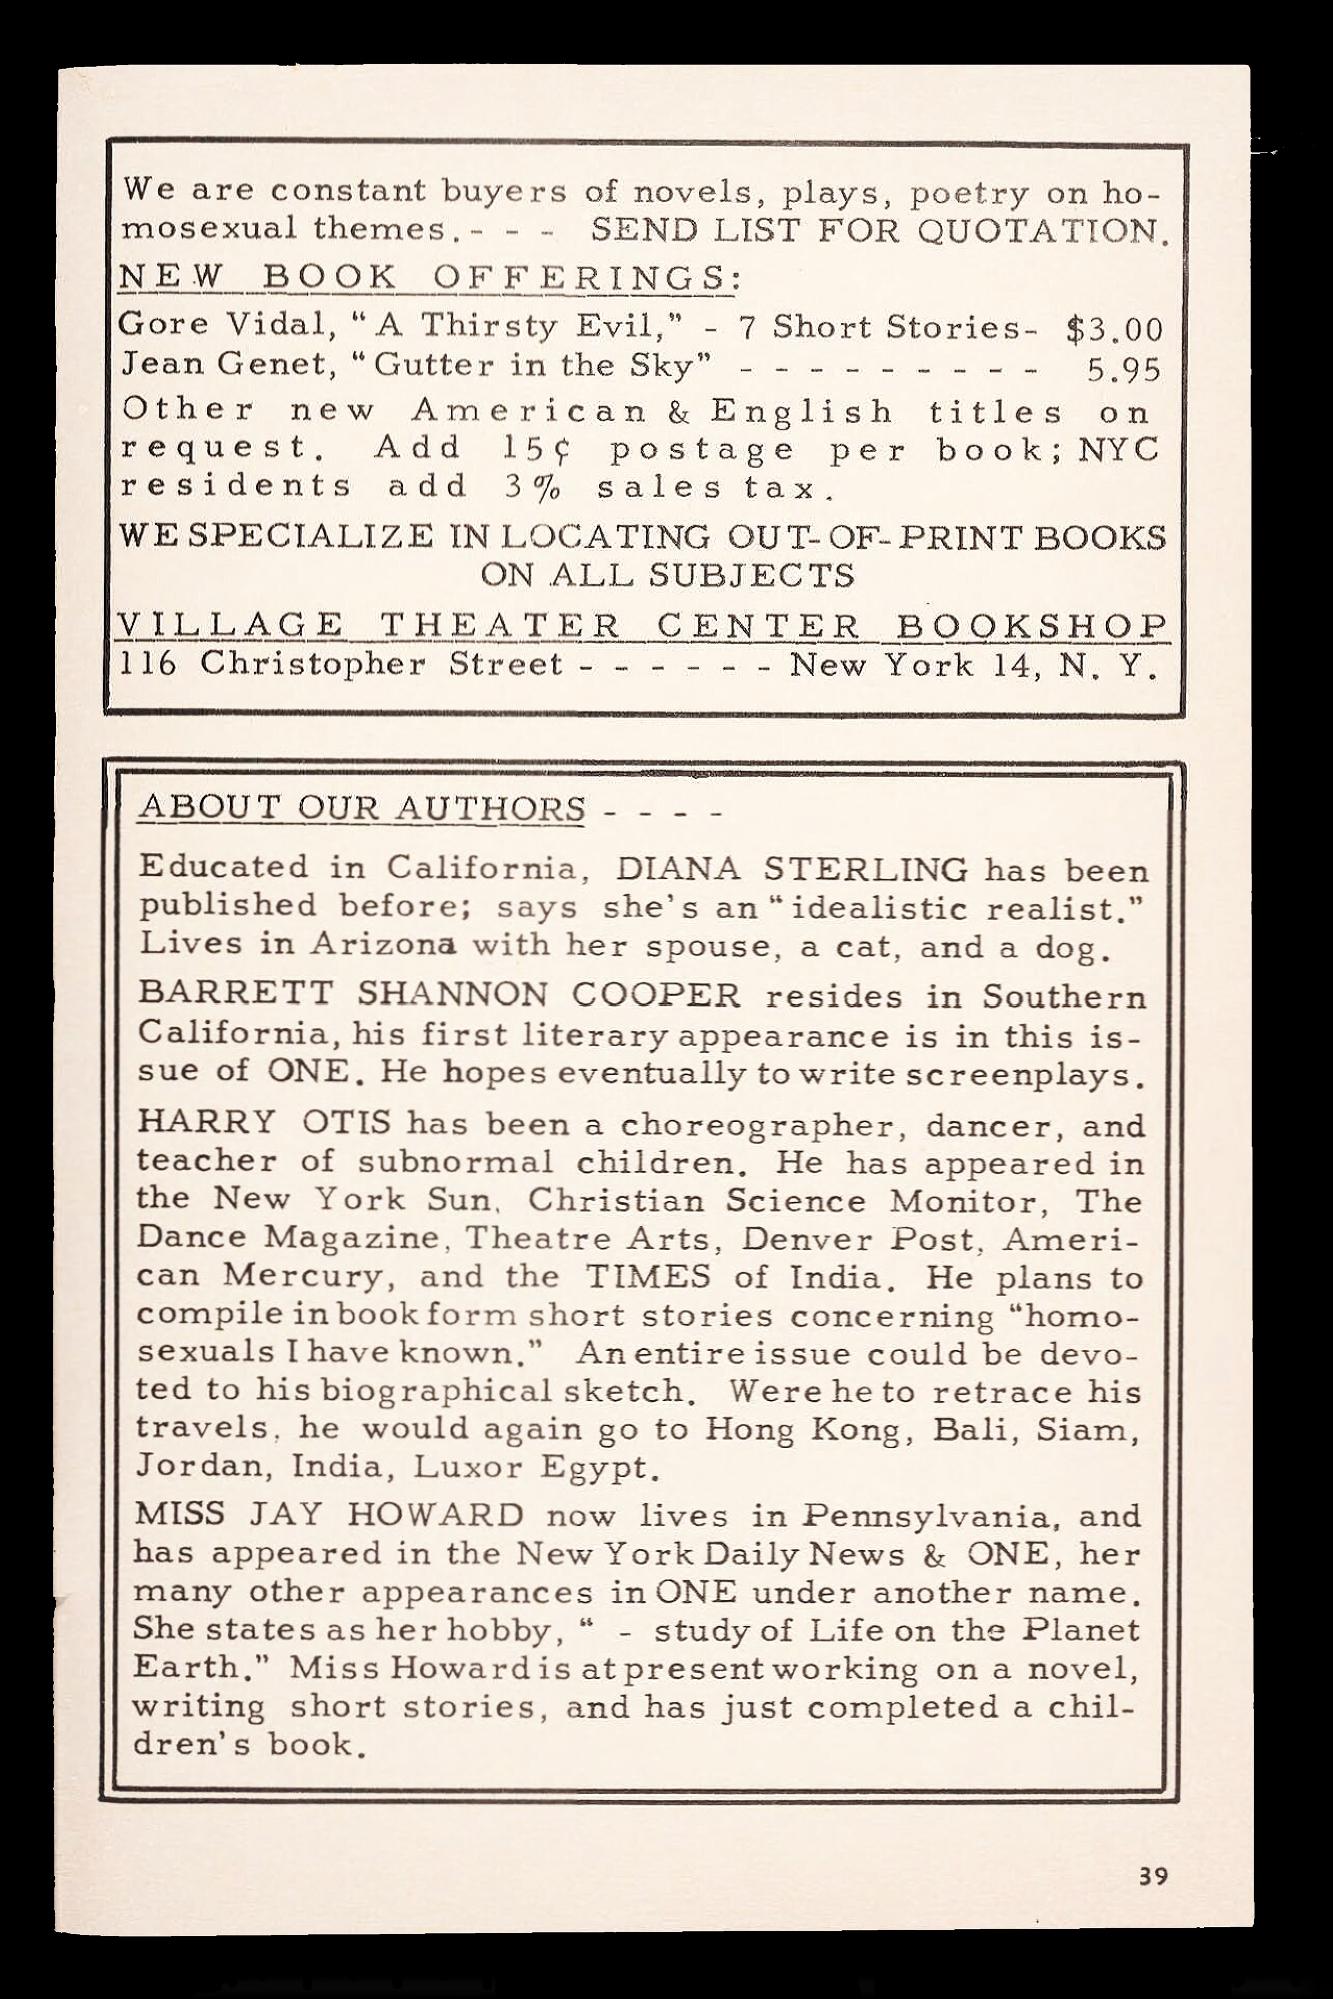 We are constant buyers of novels, plays, poetry on ho-
mosexual themes.- - - SEND LIST FOR QUOTATION.
NEW BOOK OFFERINGS:
Gore Vidal, “A Thirsty Evil,” - 7 Short Stories- $3.00
Jean Genet, “Gutter in the Sky” - - - - - - - - - 5.95
Other new American & English titles on
request. Add 15¢ postage per book; NYC
residents add 3% sales tax.
WE SPECIALIZE IN LOCATING OUT-OF-PRINT BOOKS
ON ALL SUBJECTS
VILLAGE THEATER CENTER BOOKSHOP
116 Christopher Street - - - - - - New York 14, N. Y.
ABOUT OUR AUTHORS - - - -
Educated in California, DIANA STERLING has been
published before; says she's an “idealistic realist.”
Lives in Arizona with her spouse, a cat, and a dog.
BARRETT SHANNON COOPER resides in Southern
California, his first literary appearance is in this is-
sue of ONE. He hopes eventually to write screenplays.
HARRY OTIS has been a choreographer, dancer, and
teacher of subnormal children. He has appeared in
the New York Sun, Christian Science Monitor, The
Dance Magazine, Theatre Arts, Denver Post, Ameri-
can Mercury, and the TIMES of India. He plans to
compile in book form short stories concerning “homo-
sexuals I have known.” An entire issue could be devo-
ted to his biographical sketch. Were he to retrace his
travels, he would again go to Hong Kong, Bali, Siam,
Jordan, India, Luxor Egypt.
MISS JAY HOWARD now lives in Pennsylvania, and
has appeared in the New York Daily News & ONE, her
many other appearances in ONE under another name.
She states as her hobby, “ - study of Life on the Planet
Earth.” Miss Howard is at present working on a novel,
writing short stories, and has just completed a chil-
dren's book.
39